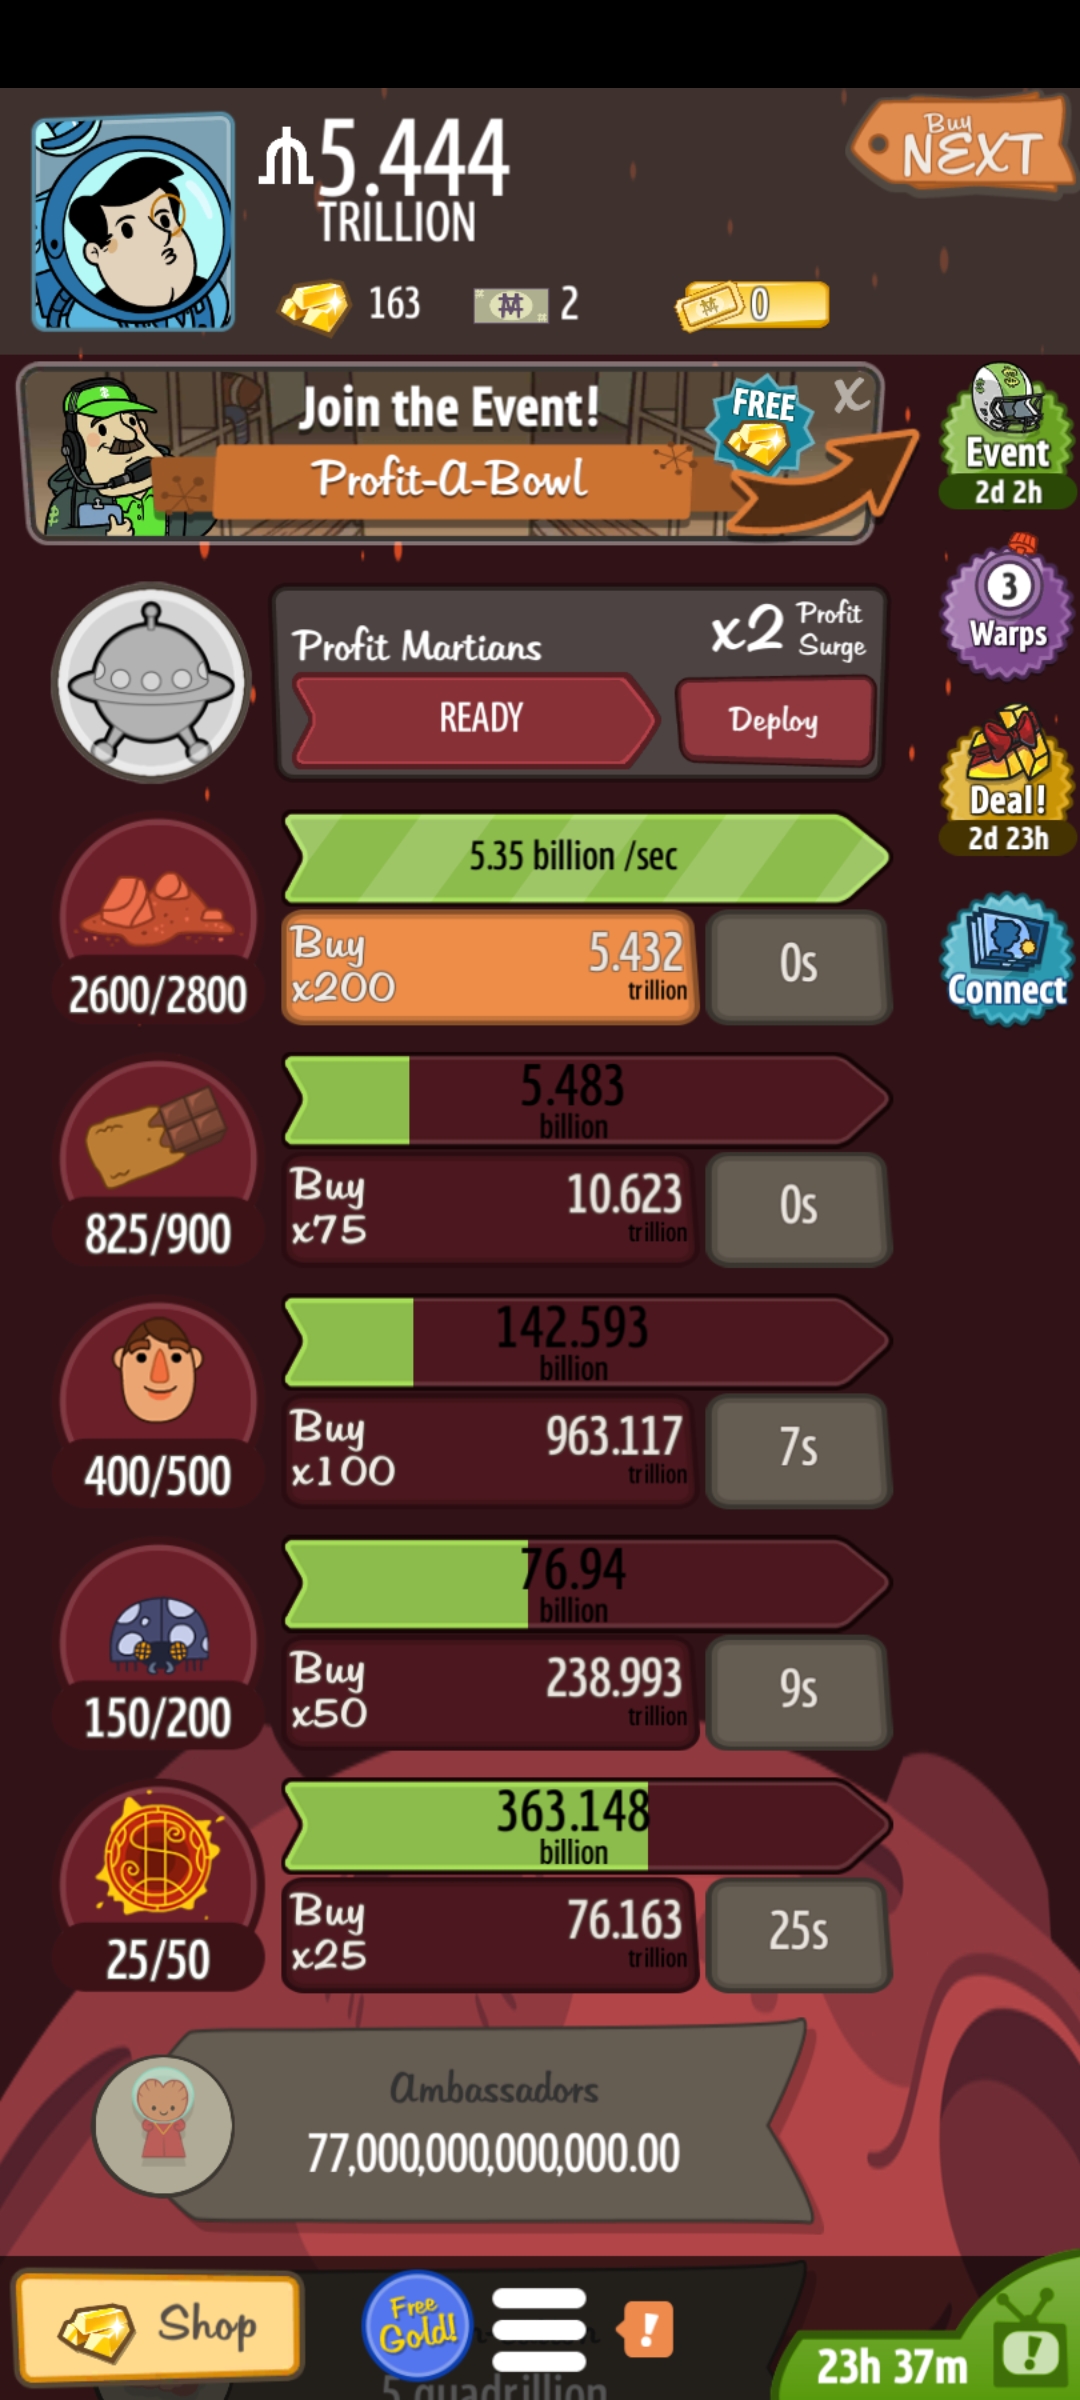 Buy
NEXT
5.444
TRILLION
163
2
0
Join the Event!
FREE
X
Profit-A-Bowl
Event
2d 2h
3
Warps
Profit Martians
x2 Profit Surge
READY
Deploy
Deal!
2d 23h
5.35 billion /sec
Buy x200
5.432 trillion
0s
2600/2800
Connect
5.483
billion
Buy x75
10.623 trillion
0s
825/900
142.593
billion
Buy x100
963.117 trillion
7s
400/500
76.94
billion
Buy x50
238.993 trillion
9s
150/200
363.148
billion
Buy x25
76.163 trillion
25s
25/50
Ambassadors
77,000,000,000,000.00
Shop
Free Gold!
!
23h 37m
!
5 quadrillion